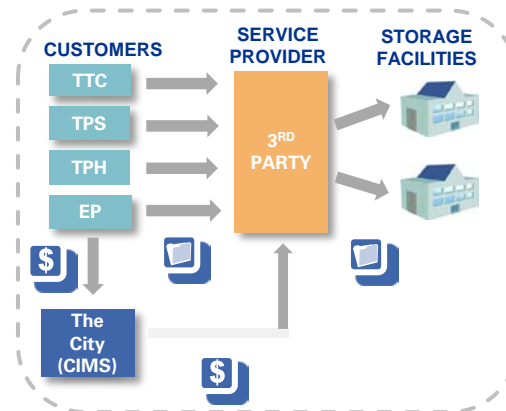 CUSTOMERS
SERVICE
PROVIDER
STORAGE
FACILITIES
TTC
TPS
TPH
EP
3RD
PARTY
$
The
City
(CIMS)
$